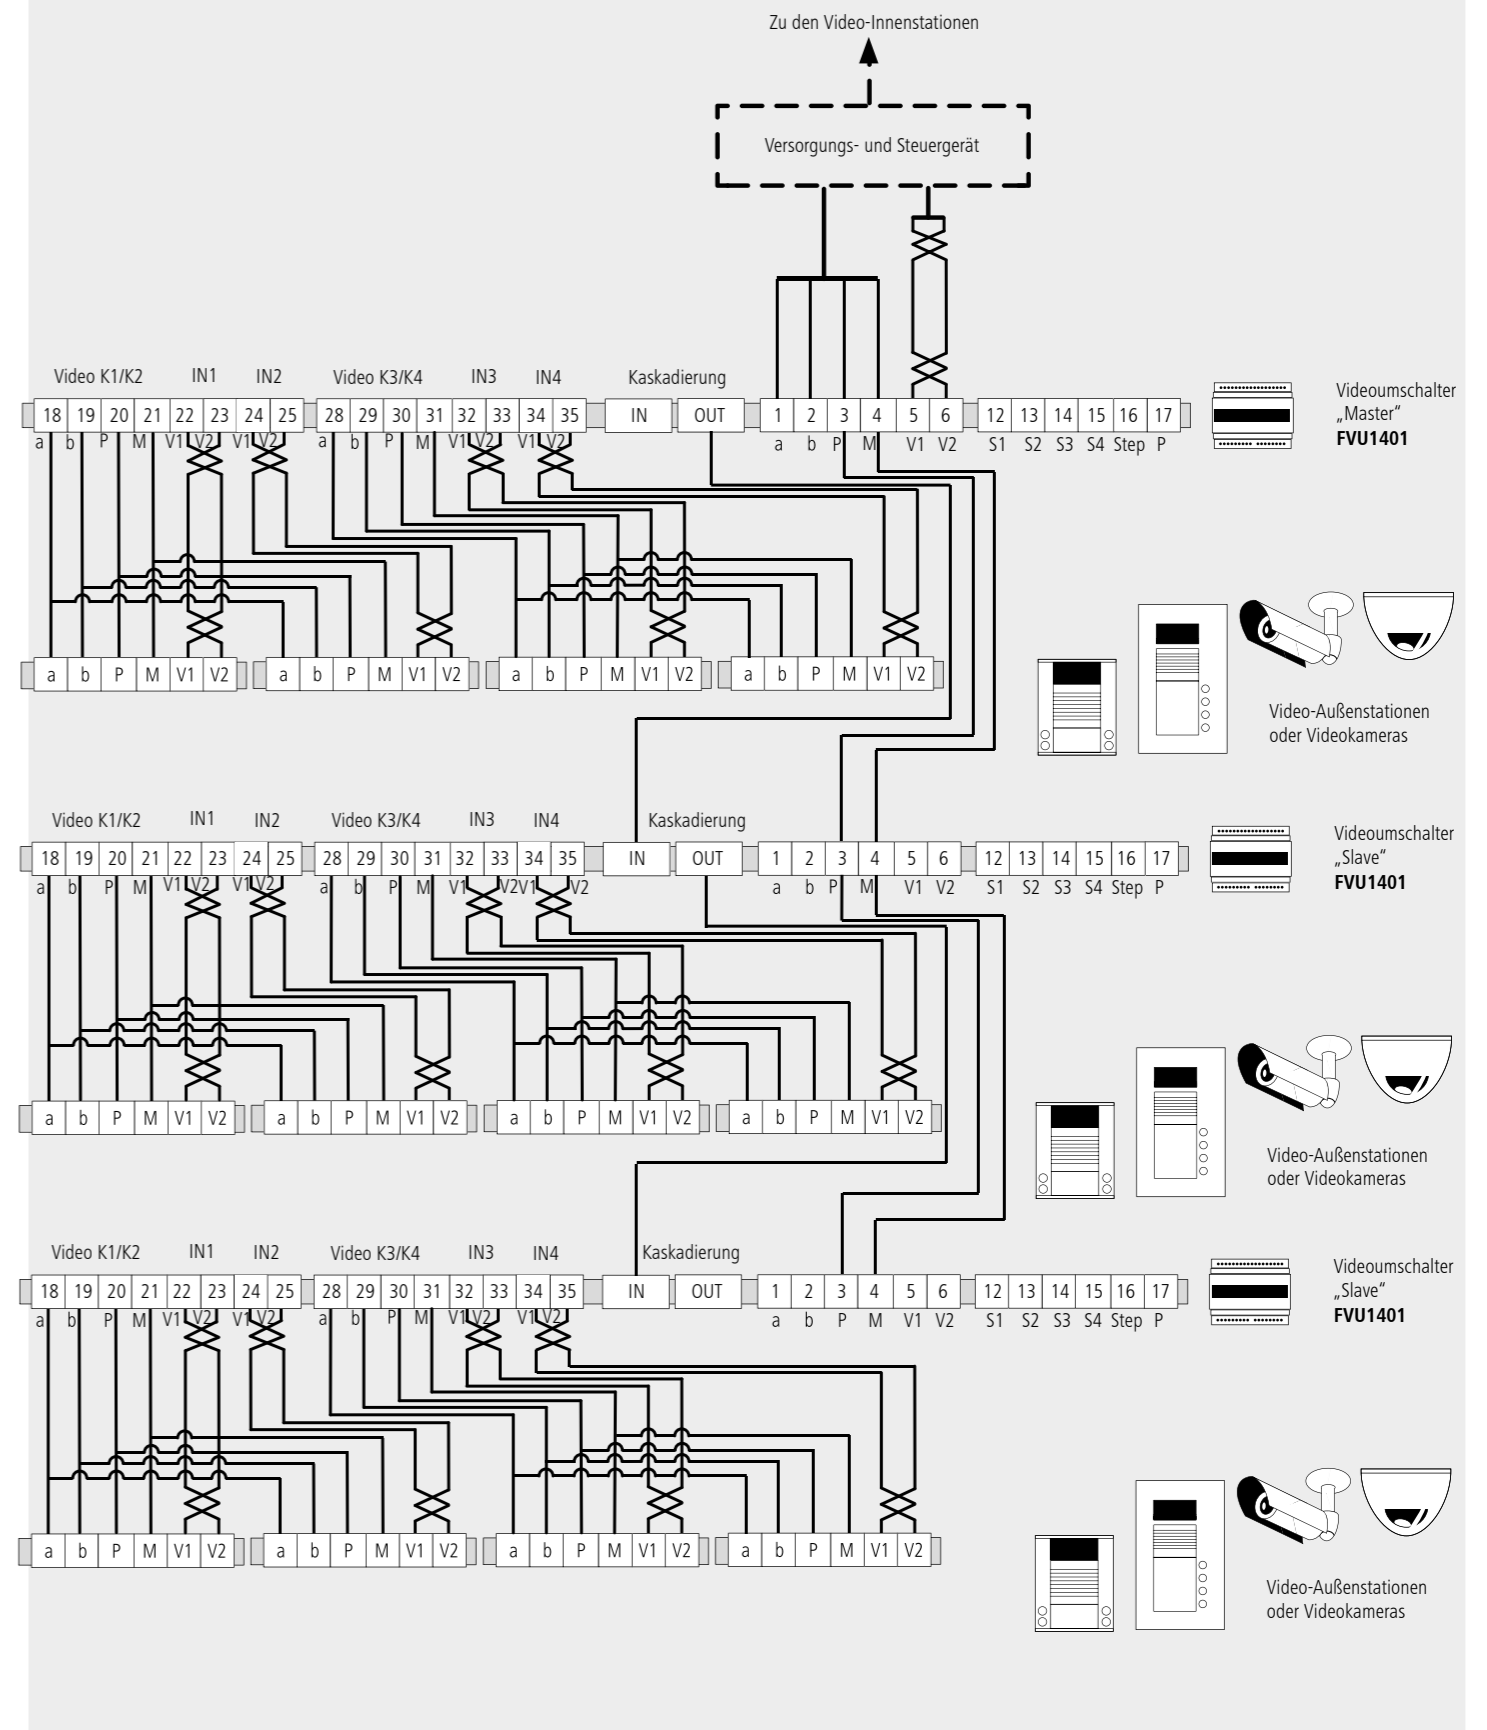 Zu den Video-Innenstationen
Versorgungs- und Steuergerät
Video K1/K2 IN1 IN2 Video K3/K4 IN3 IN4 Kaskadierung
18 19 20 21 22 23 24 25 28 29 30 31 32 33 34 35 IN OUT 1 2 3 4 5 6 12 13 14 15 16 17
a b P M V1 V2 V1 V2 a b P M V1 V2 V1 V2 a b P M V1 V2 S1 S2 S3 S4 Step P
Videoumschalter
„Master“
FVU1401
a b P M V1 V2 a b P M V1 V2 a b P M V1 V2 a b P M V1 V2
Video-Außenstationen
oder Videokameras
Video K1/K2 IN1 IN2 Video K3/K4 IN3 IN4 Kaskadierung
18 19 20 21 22 23 24 25 28 29 30 31 32 33 34 35 IN OUT 1 2 3 4 5 6 12 13 14 15 16 17
a b P M V1 V2 V1 V2 a b P M V1 V2 V1 V2 a b P M V1 V2 S1 S2 S3 S4 Step P
Videoumschalter
„Slave“
FVU1401
a b P M V1 V2 a b P M V1 V2 a b P M V1 V2 a b P M V1 V2
Video-Außenstationen
oder Videokameras
Video K1/K2 IN1 IN2 Video K3/K4 IN3 IN4 Kaskadierung
18 19 20 21 22 23 24 25 28 29 30 31 32 33 34 35 IN OUT 1 2 3 4 5 6 12 13 14 15 16 17
a b P M V1 V2 V1 V2 a b P M V1 V2 V1 V2 a b P M V1 V2 S1 S2 S3 S4 Step P
Videoumschalter
„Slave“
FVU1401
a b P M V1 V2 a b P M V1 V2 a b P M V1 V2 a b P M V1 V2
Video-Außenstationen
oder Videokameras